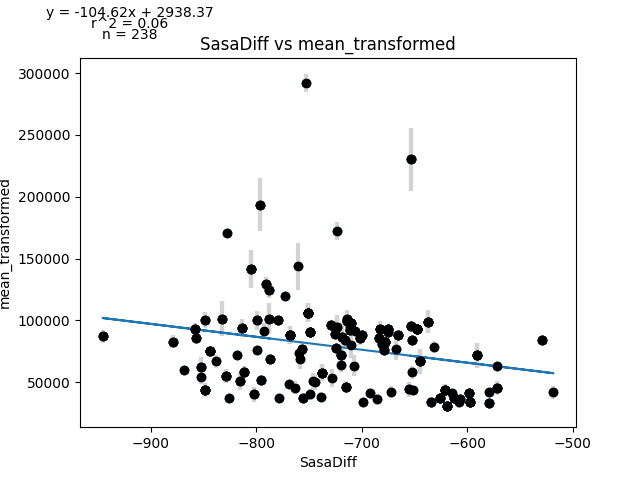 y = -104.62x + 2938.37
r^2 = 0.06
n = 238
SasaDiff vs mean_transformed
300000
250000
200000
150000
100000
50000
mean_transformed
−900
−800
−700
−600
−500
SasaDiff